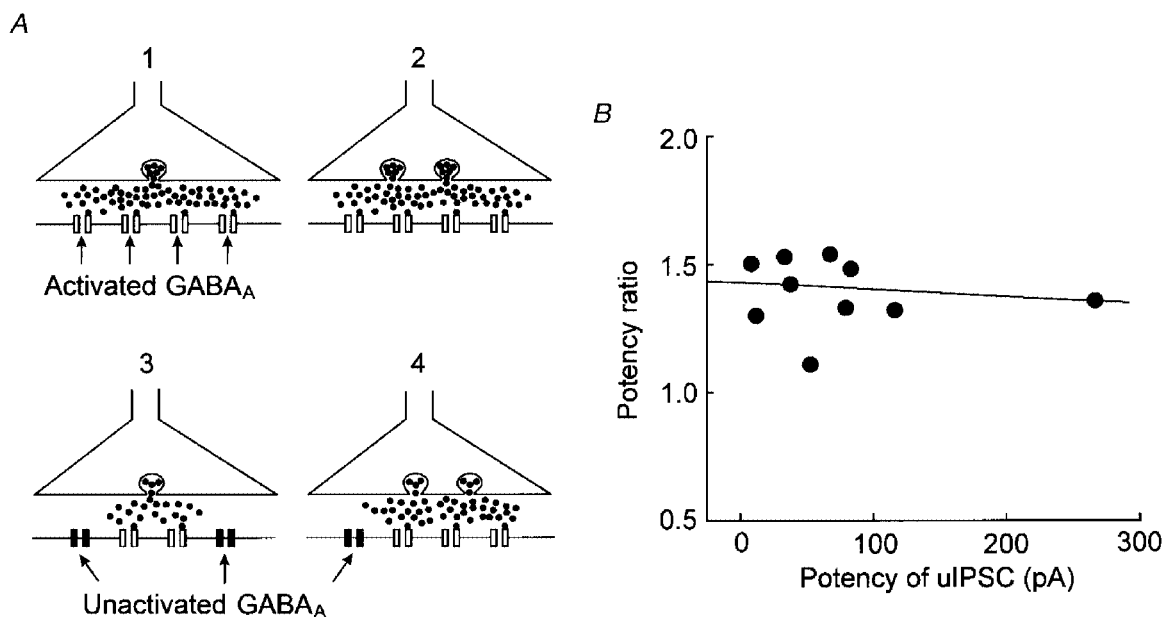 A
1
2
Activated GABAA
3
4
Unactivated GABAA
B
2.0
1.5
1.0
0.5
Potency ratio
0
100
200
300
Potency of uIPSC (pA)